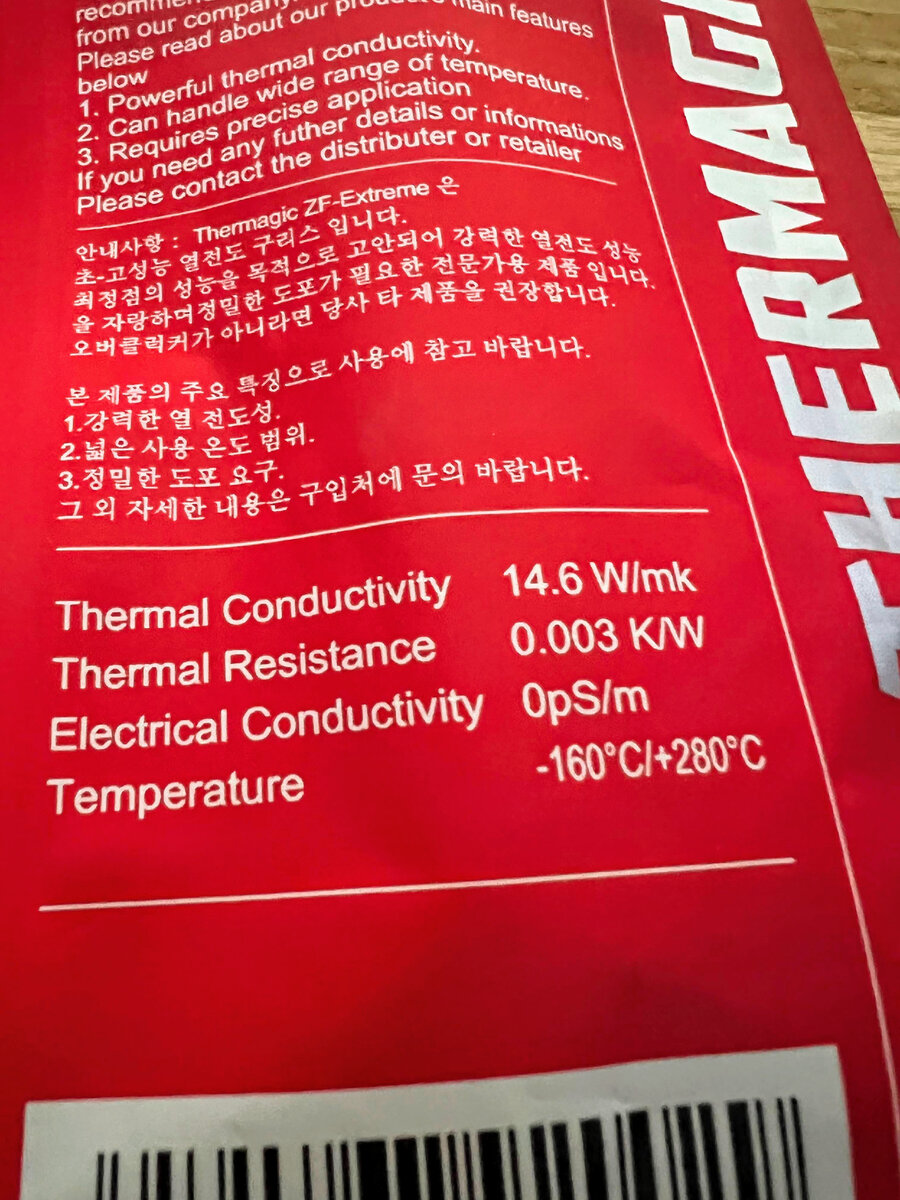 from our company.
Please read about our product's main features
below
1. Powerful thermal conductivity.
2. Can handle wide range of temperature.
3. Requires precise application
If you need any futher details or informations
Please contact the distributer or retailer
안내사항 : Thermagic ZF-Extreme 은
초-고성능 열전도 구리스 입니다.
최정점의 성능을 목적으로 고안되어 강력한 열전도 성능
을 자랑하며정밀한 도포가 필요한 전문가용 제품 입니다.
오버클럭커가 아니라면 당사 타 제품을 권장합니다.
본 제품의 주요 특징으로 사용에 참고 바랍니다.
1.강력한 열 전도성.
2.넓은 사용 온도 범위.
3.정밀한 도포 요구.
그 외 자세한 내용은 구입처에 문의 바랍니다.
Thermal Conductivity 14.6 W/mk
Thermal Resistance 0.003 K/W
Electrical Conductivity 0pS/m
Temperature -160°C/+280°C
THERMAGI